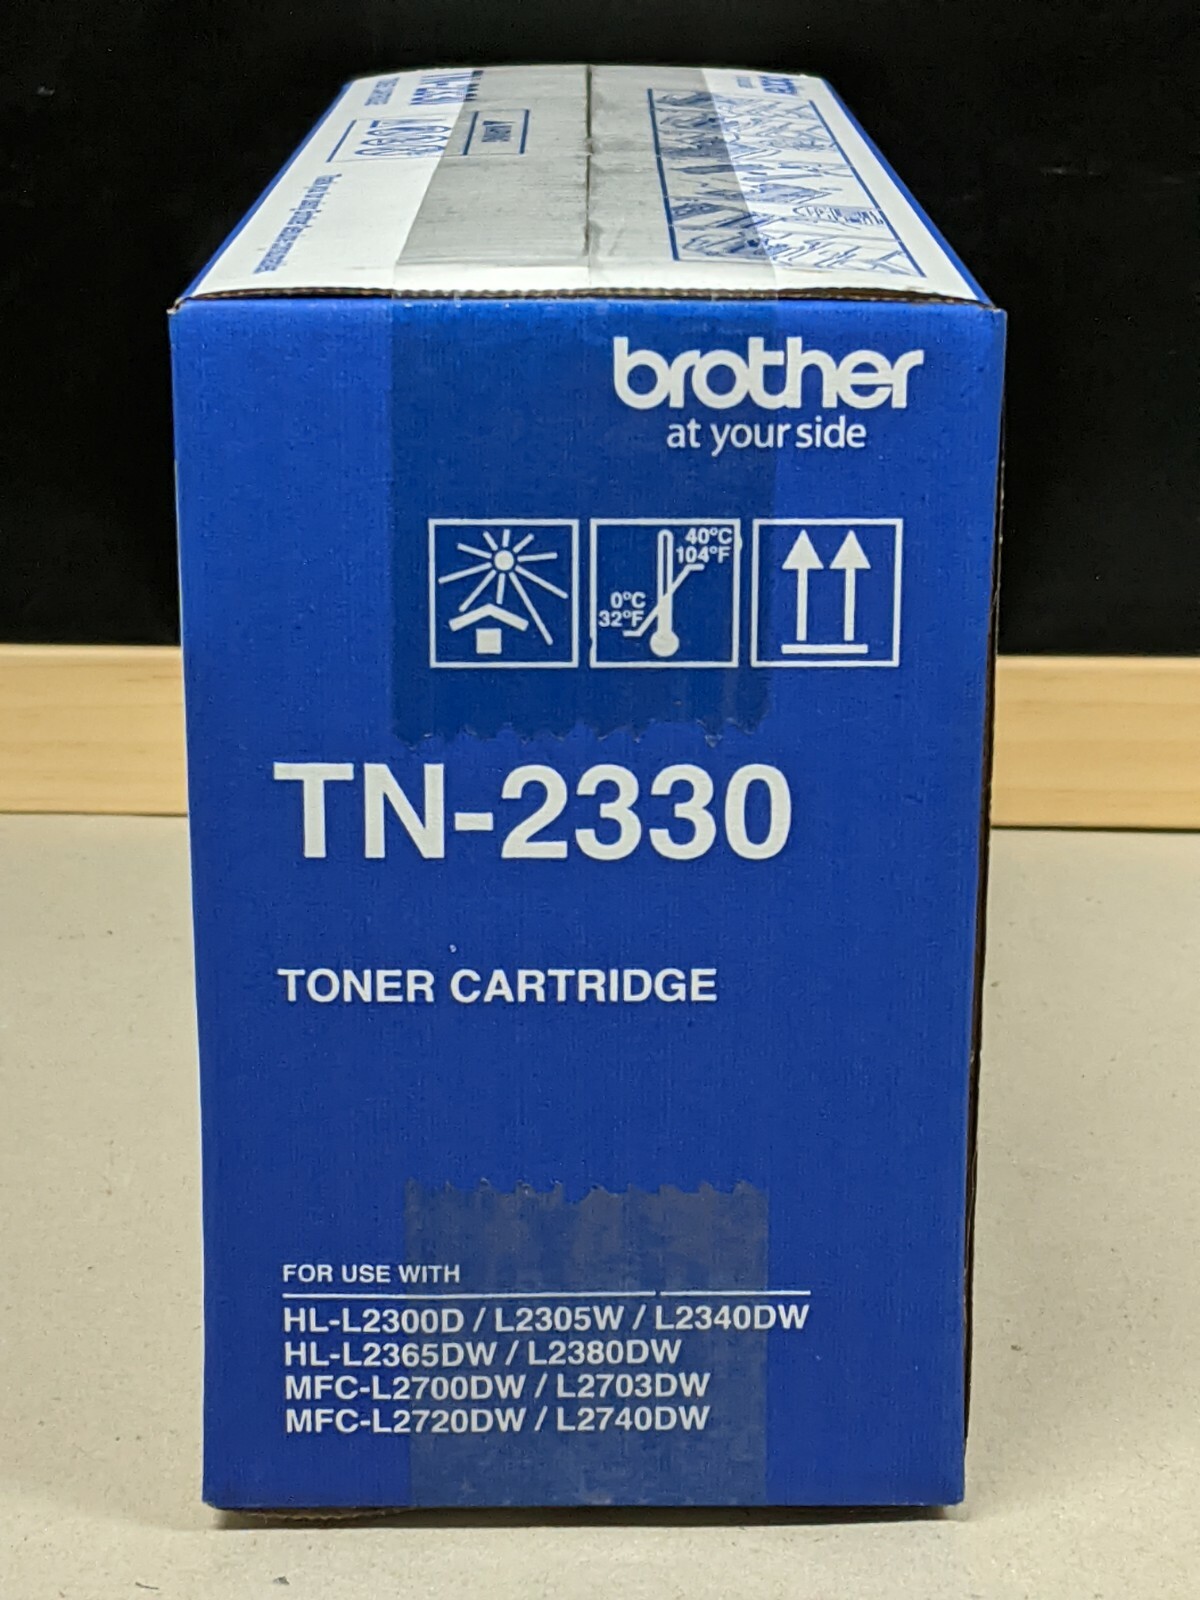 brother
at your side
40°C
104°F
0°C
32°F
TN-2330
TONER CARTRIDGE
FOR USE WITH
HL-L2300D / L2305W / L2340DW
HL-L2365DW / L2380DW
MFC-L2700DW / L2703DW
MFC-L2720DW / L2740DW